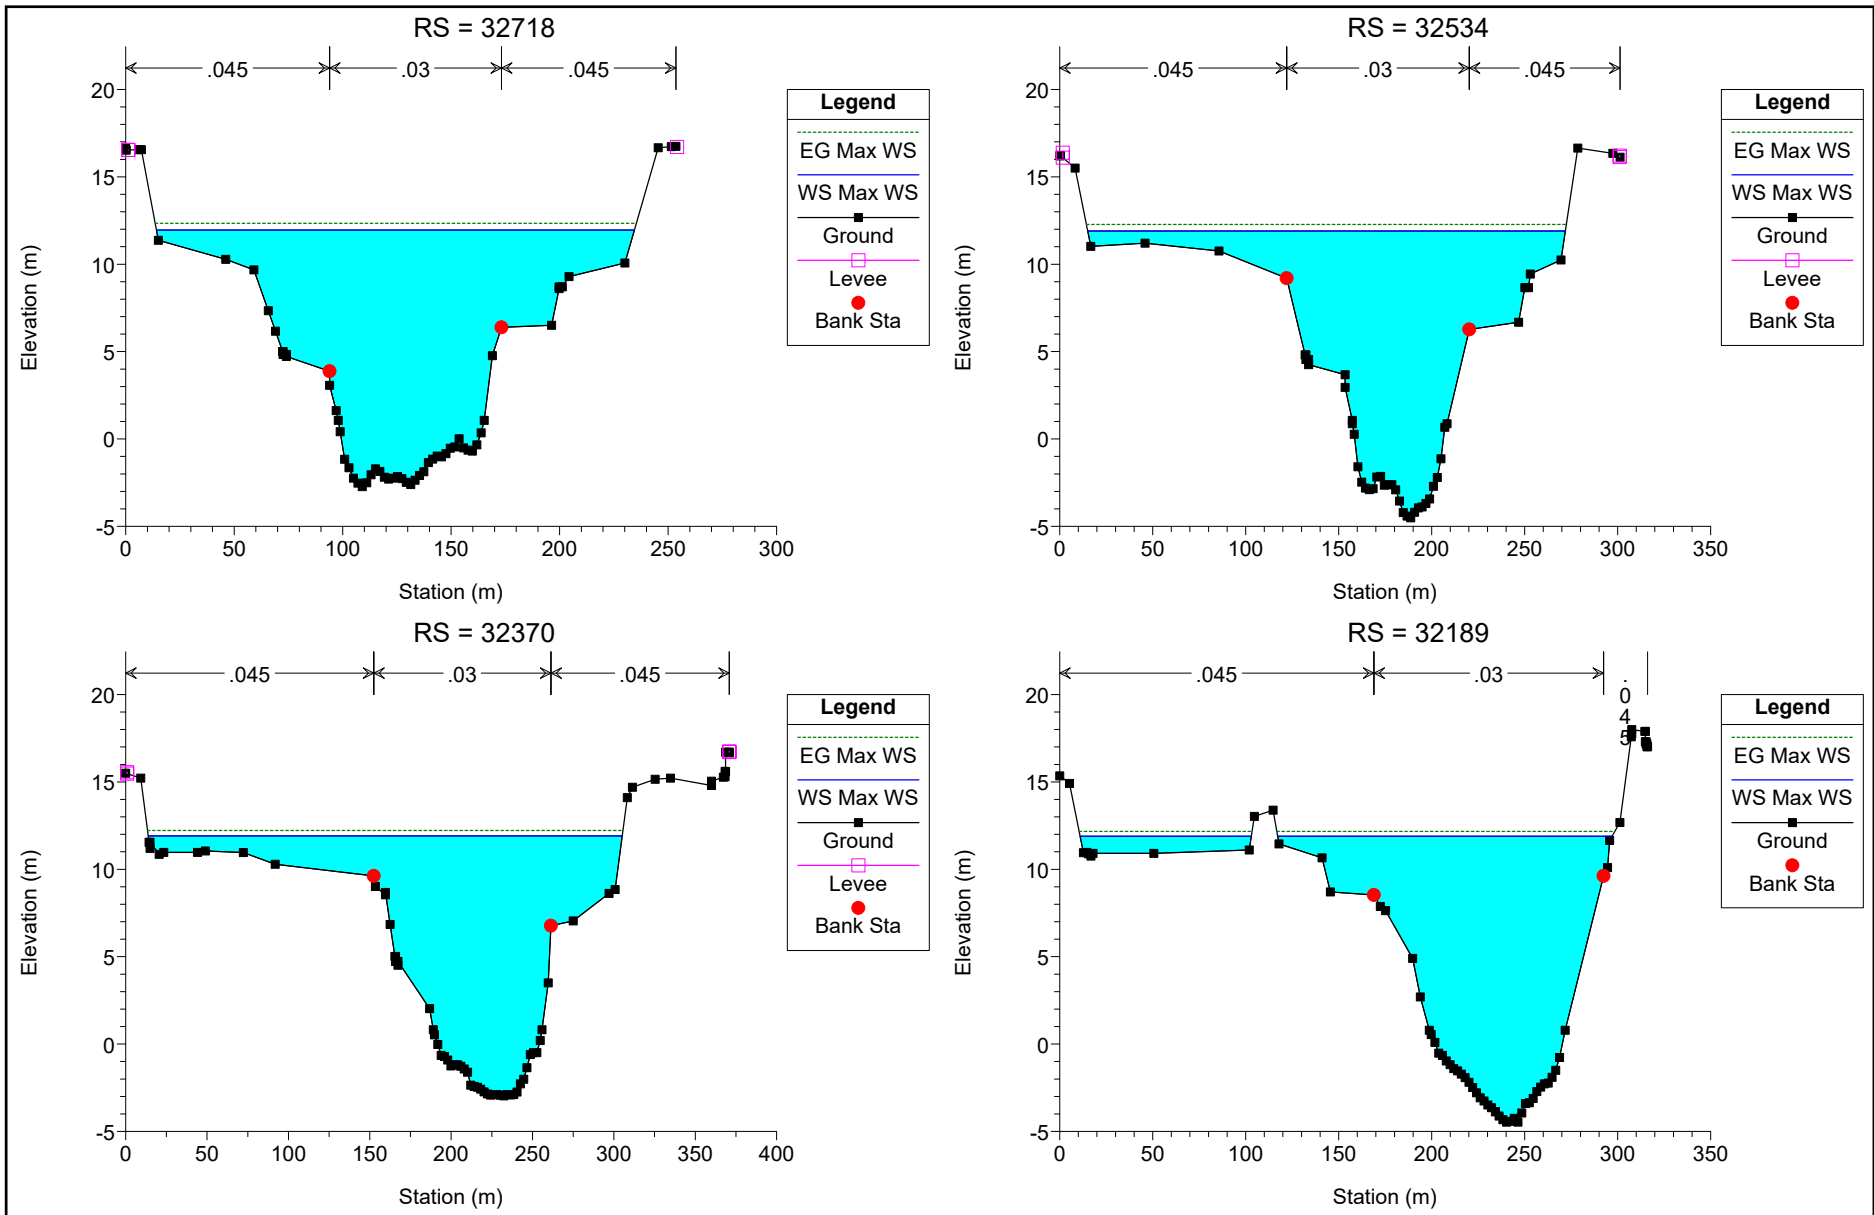 RS = 32718
.045 .03 .045
20
15
10
5
0
-5
Elevation (m)
0 50 100 150 200 250 300
Station (m)
Legend
EG Max WS
WS Max WS
Ground
Levee
Bank Sta
RS = 32534
.045 .03 .045
20
15
10
5
0
-5
Elevation (m)
0 50 100 150 200 250 300 350
Station (m)
Legend
EG Max WS
WS Max WS
Ground
Levee
Bank Sta
RS = 32370
.045 .03 .045
20
15
10
5
0
-5
Elevation (m)
0 50 100 150 200 250 300 350 400
Station (m)
Legend
EG Max WS
WS Max WS
Ground
Levee
Bank Sta
RS = 32189
.045 .03 .045
20
15
10
5
0
-5
Elevation (m)
0 50 100 150 200 250 300 350
Station (m)
Legend
EG Max WS
WS Max WS
Ground
Bank Sta